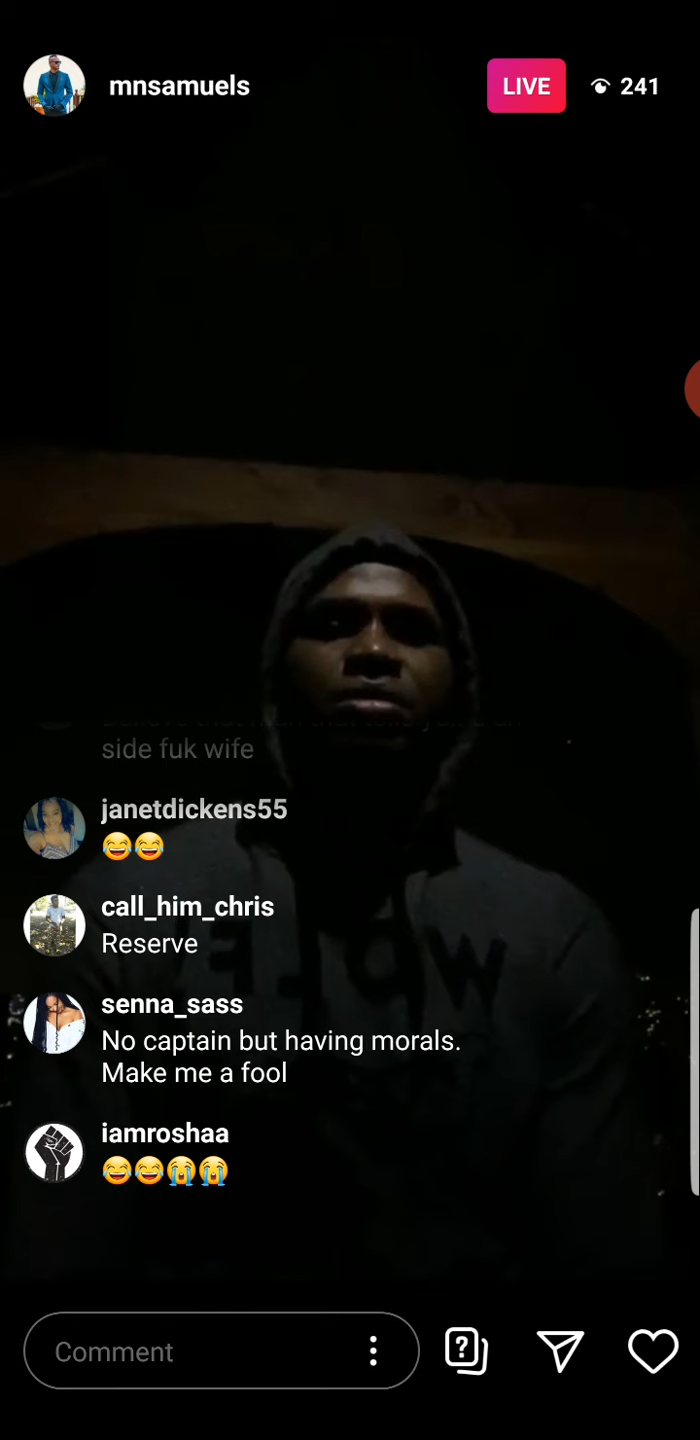 mnsamuels
LIVE
241
side fuk wife
janetdickens55
😂😂
call_him_chris
Reserve
senna_sass
No captain but having morals.
Make me a fool
iamroshaa
😂😂😭😭
Comment